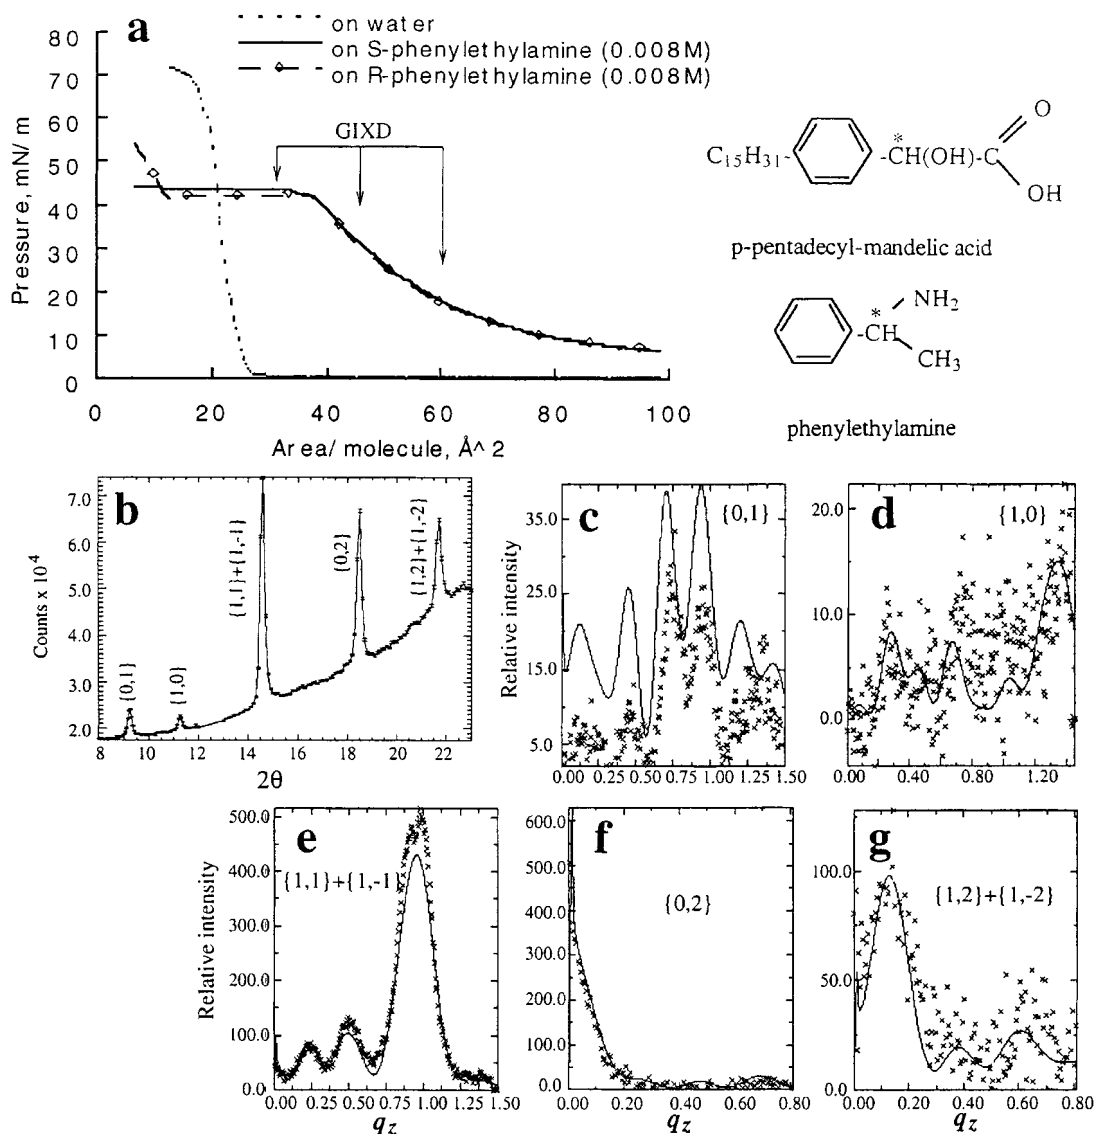 a
on water
on S-phenylethylamine (0.008M)
on R-phenylethylamine (0.008M)
80
70
60
50
40
30
20
10
0
Pressure, mN/m
GIXD
0 20 40 60 80 100
Area/molecule, Å^2
C15H31- -CH(OH)-C
*
O
OH
p-pentadecyl-mandelic acid
NH2
*
-CH
CH3
phenylethylamine
b
8 10 12 14 16 18 20 22
7.0
6.0
5.0
4.0
3.0
2.0
Counts x 10^-4
{0,1}
{1,0}
{1,1}+{1,-1}
{0,2}
{1,2}+{1,-2}
8 10 12 14 16 18 20 22
2θ
c
{0,1}
35.0
25.0
15.0
5.0
Relative intensity
0.00 0.25 0.50 0.75 1.00 1.25 1.50
d
{1,0}
20.0
10.0
0.0
0.00 0.40 0.80 1.20
e
{1,1}+{1,-1}
500.0
400.0
300.0
200.0
100.0
0.0
Relative intensity
0.00 0.25 0.50 0.75 1.00 1.25 1.50
qz
f
{0,2}
600.0
500.0
400.0
300.0
200.0
100.0
0.0
0.00 0.20 0.40 0.60 0.80
qz
g
{1,2}+{1,-2}
100.0
50.0
0.0
0.00 0.20 0.40 0.60 0.80
qz